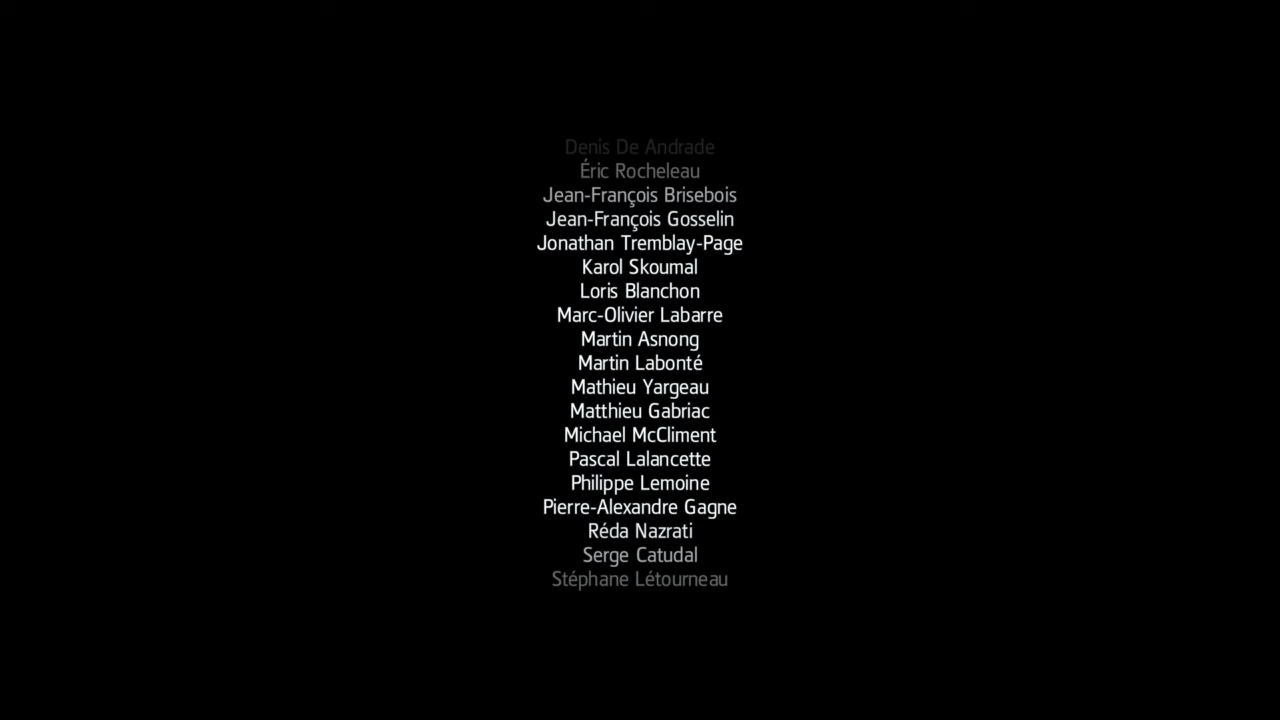 Denis De Andrade
Éric Rocheleau
Jean-François Brisebois
Jean-François Gosselin
Jonathan Tremblay-Page
Karol Skoumal
Loris Blanchon
Marc-Olivier Labarre
Martin Asnong
Martin Labonté
Mathieu Yargeau
Matthieu Gabriac
Michael McCliment
Pascal Lalancette
Philippe Lemoine
Pierre-Alexandre Gagne
Réda Nazrati
Serge Catudal
Stéphane Létourneau